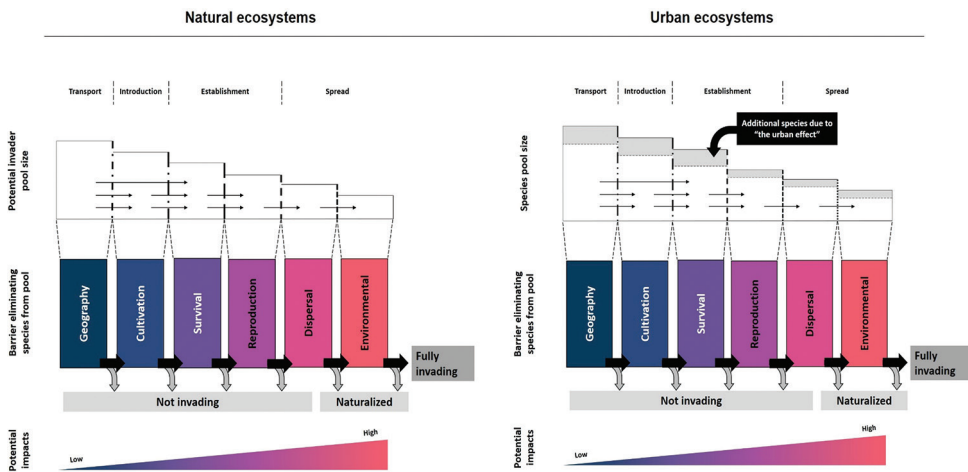 Natural ecosystems
Transport
Introduction
Establishment
Spread
Potential invader
pool size
Barrier eliminating
species from pool
Geography
Cultivation
Survival
Reproduction
Dispersal
Environmental
Fully
invading
Not invading
Naturalized
Potential
impacts
Low
High
Urban ecosystems
Transport
Introduction
Establishment
Spread
Additional species due to
"the urban effect"
Species pool size
Barrier eliminating
species from pool
Geography
Cultivation
Survival
Reproduction
Dispersal
Environmental
Fully
invading
Not invading
Naturalized
Potential
impacts
Low
High